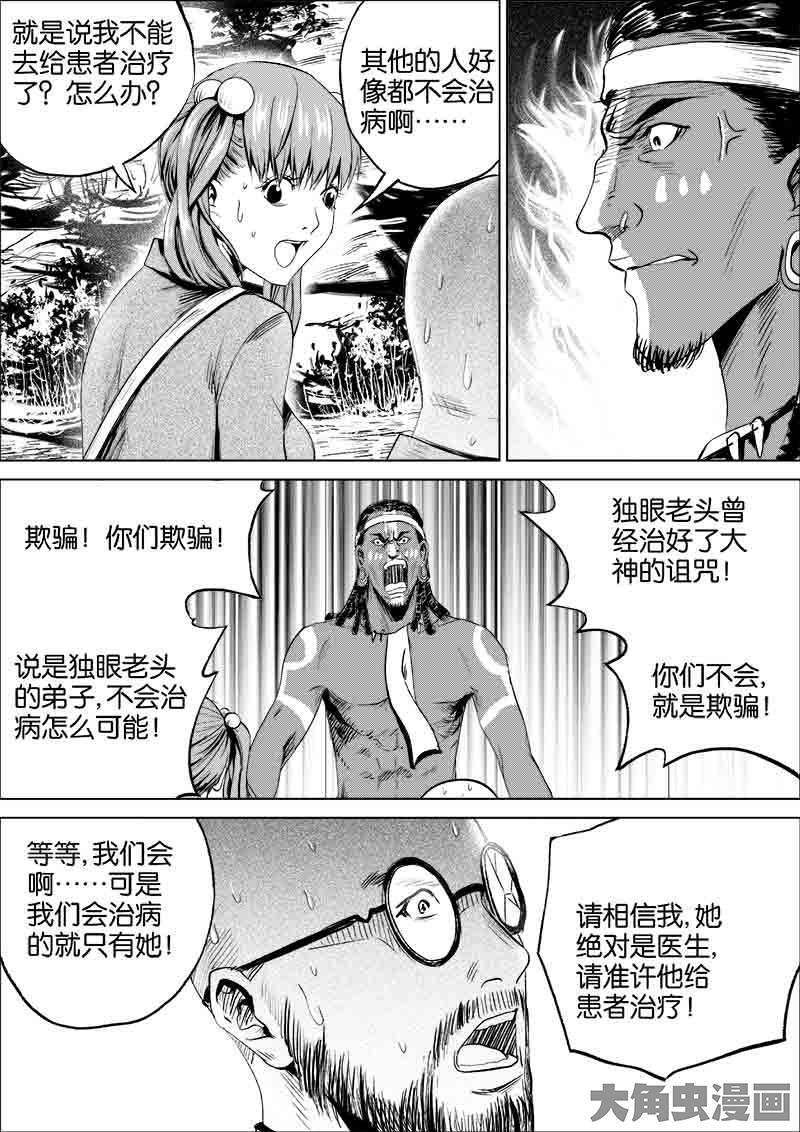 就是说我不能
去给患者治疗
了？怎么办？
其他的人好
像都不会治
病啊……
欺骗！你们欺骗！
说是独眼老头
的弟子,不会治
病怎么可能！
独眼老头曾
经治好了大
神的诅咒！
你们不会,
就是欺骗！
等等,我们会
啊……可是
我们会治病
的就只有她！
请相信我,她
绝对是医生,
请准许他给
患者治疗！
大角虫漫画